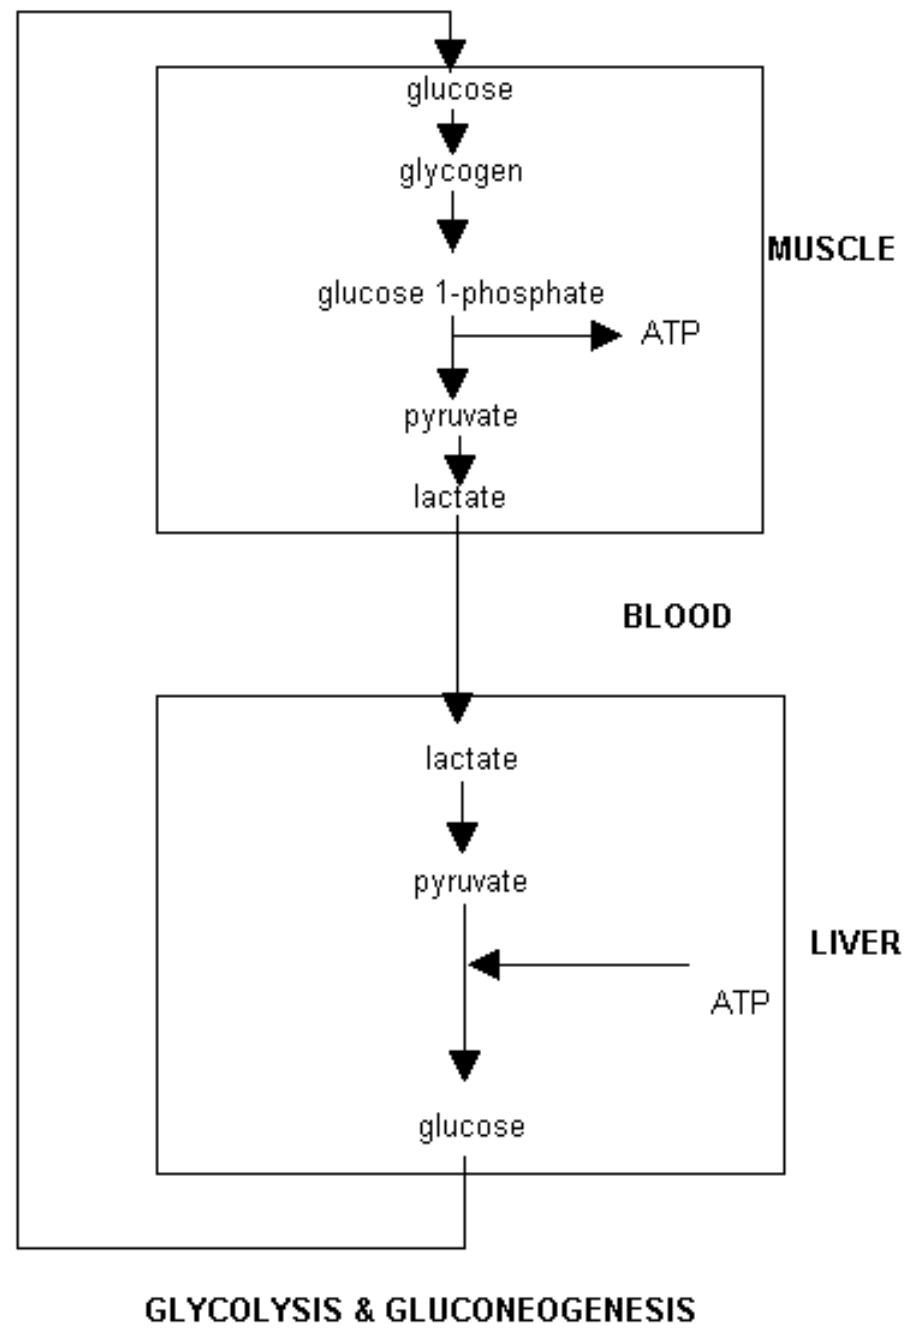 glucose
glycogen
MUSCLE
glucose 1-phosphate
ATP
pyruvate
lactate
BLOOD
lactate
pyruvate
LIVER
ATP
glucose
GLYCOLYSIS & GLUCONEOGENESIS